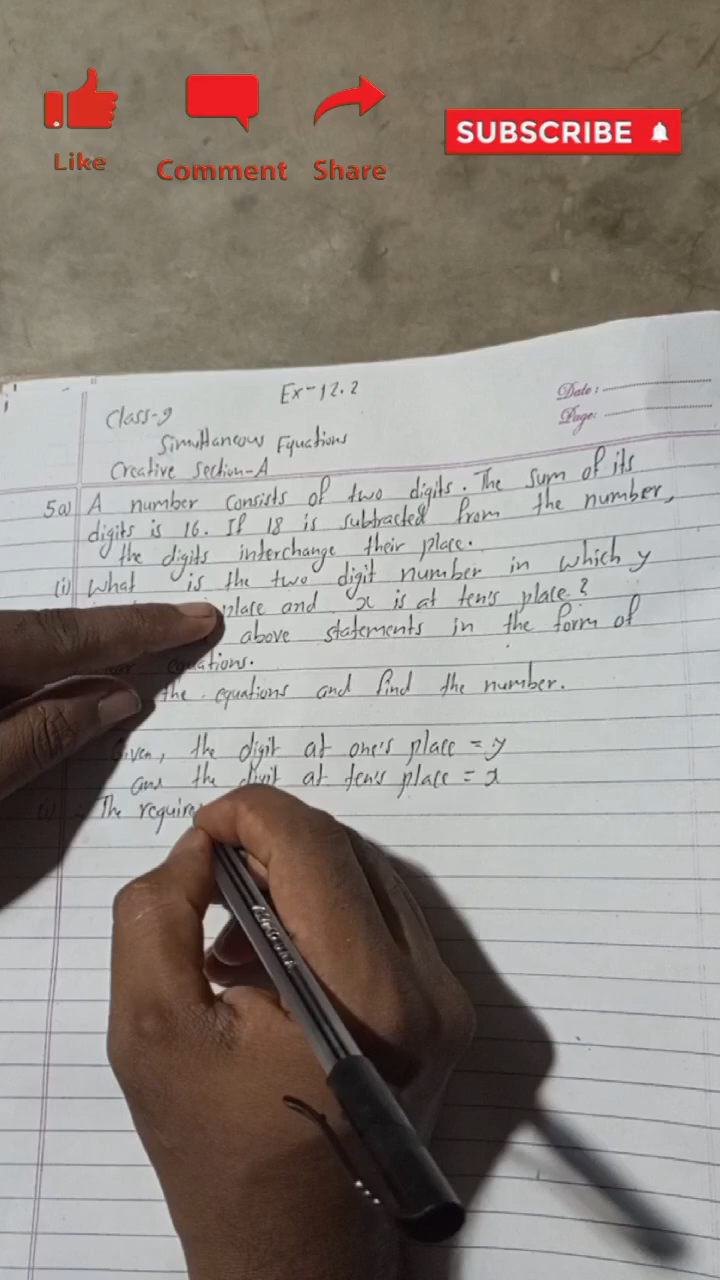 Like
Comment
Share
SUBSCRIBE
Ex-12.2
Date:
Page:
Class-9
Simultaneous Equations
Creative Section-A
5a) A number consists of two digits. The sum of its
digits is 16. If 18 is subtracted from the number,
the digits interchange their place.
(i) What is the two digit number in which y
place and x is at ten's place?
above statements in the form of
equations.
the equations and find the number.
Given, the digit at one's place = y
and the digit at ten's place = x
The require